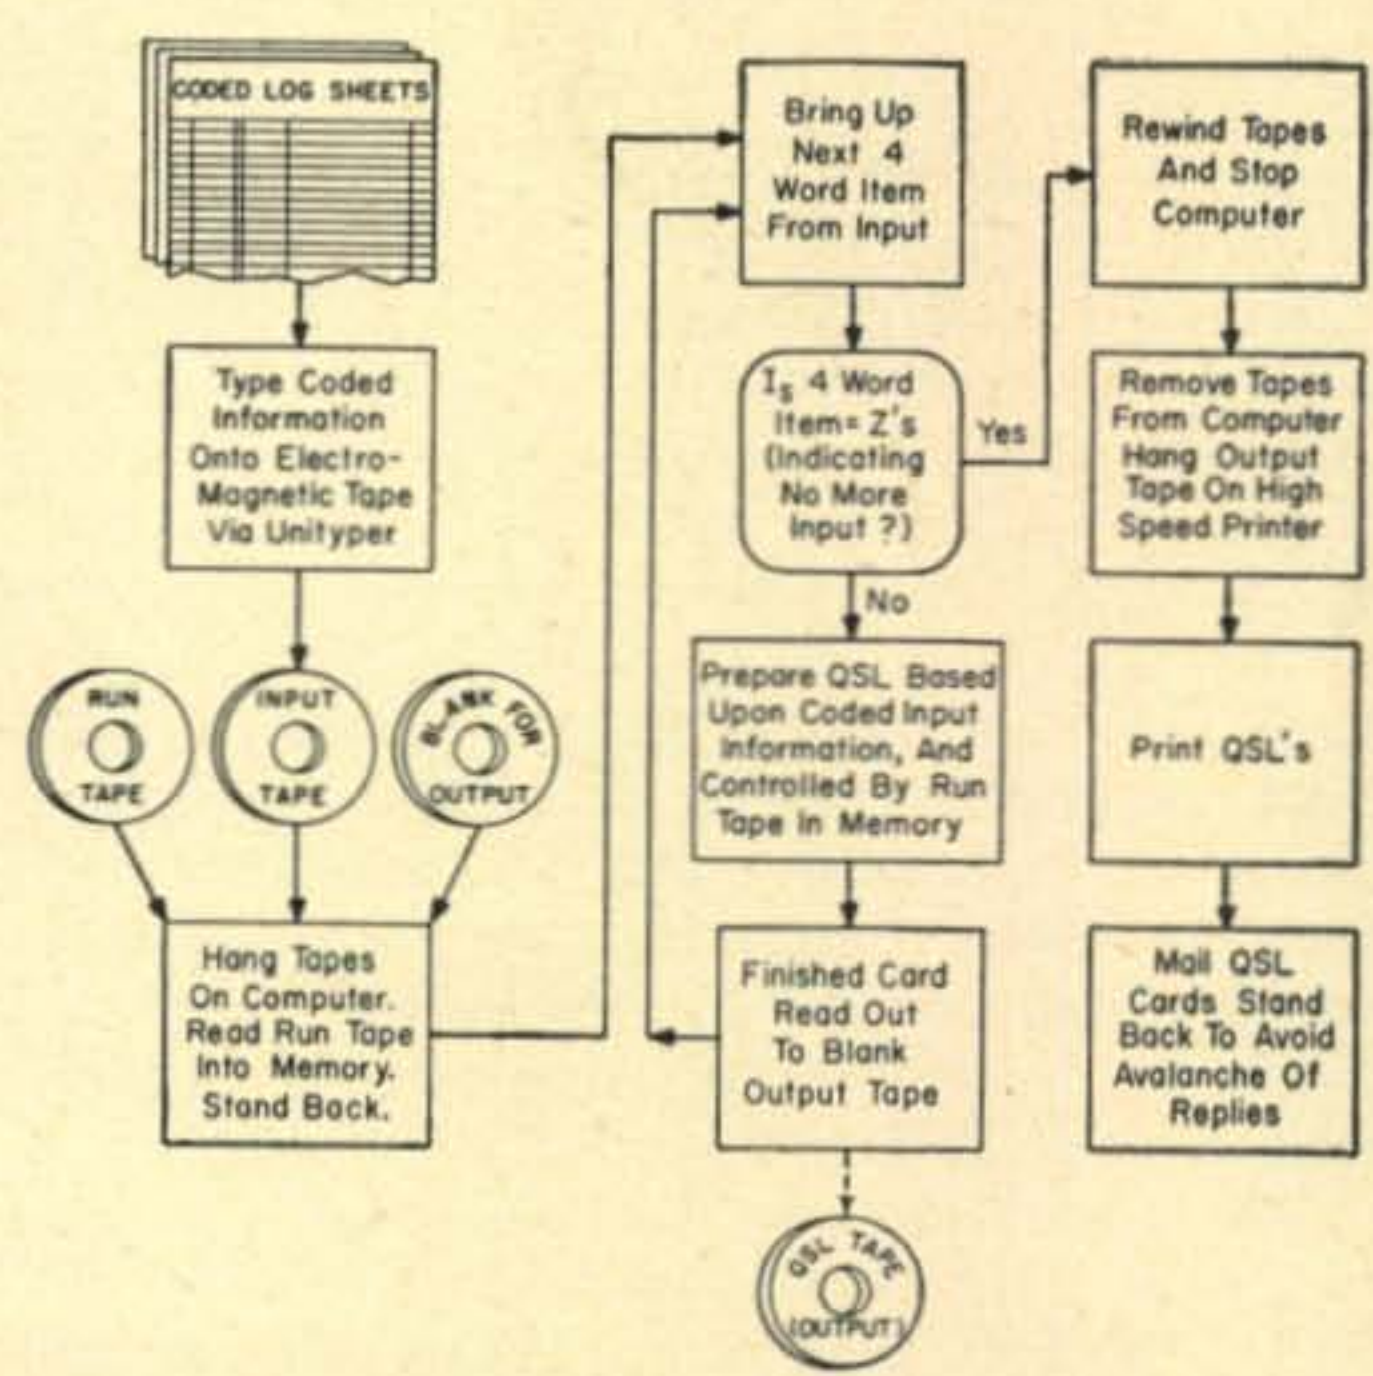 CODED LOG SHEETS
Type Coded
Information
Onto Electro-
Magnetic Tape
Via Unityper
RUN
TAPE
INPUT
TAPE
BLANK FOR
OUTPUT
Hang Tapes
On Computer.
Read Run Tape
Into Memory.
Stand Back.
Bring Up
Next 4
Word Item
From Input
Is 4 Word
Item= Z's
(Indicating
No More
Input ?)
Yes
No
Prepare QSL Based
Upon Coded Input
Information, And
Controlled By Run
Tape In Memory
Finished Card
Read Out
To Blank
Output Tape
QSL TAPE
(OUTPUT)
Rewind Tapes
And Stop
Computer
Remove Tapes
From Computer
Hang Output
Tape On High
Speed Printer
Print QSL's
Mail QSL
Cards Stand
Back To Avoid
Avalanche Of
Replies